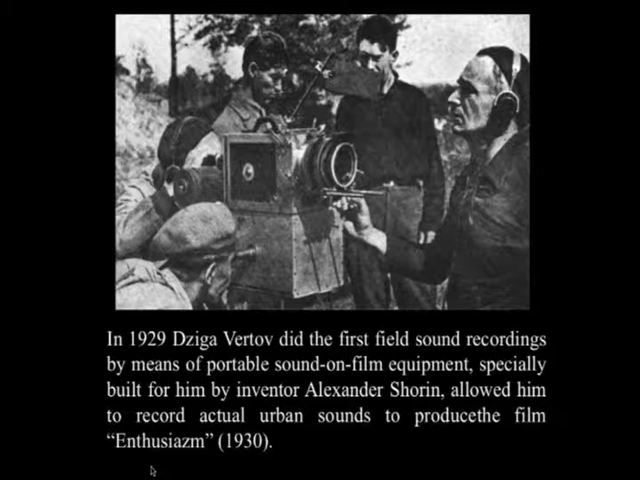 In 1929 Dziga Vertov did the first field sound recordings
by means of portable sound-on-film equipment, specially
built for him by inventor Alexander Shorin, allowed him
to record actual urban sounds to producethe film
“Enthusiazm” (1930).